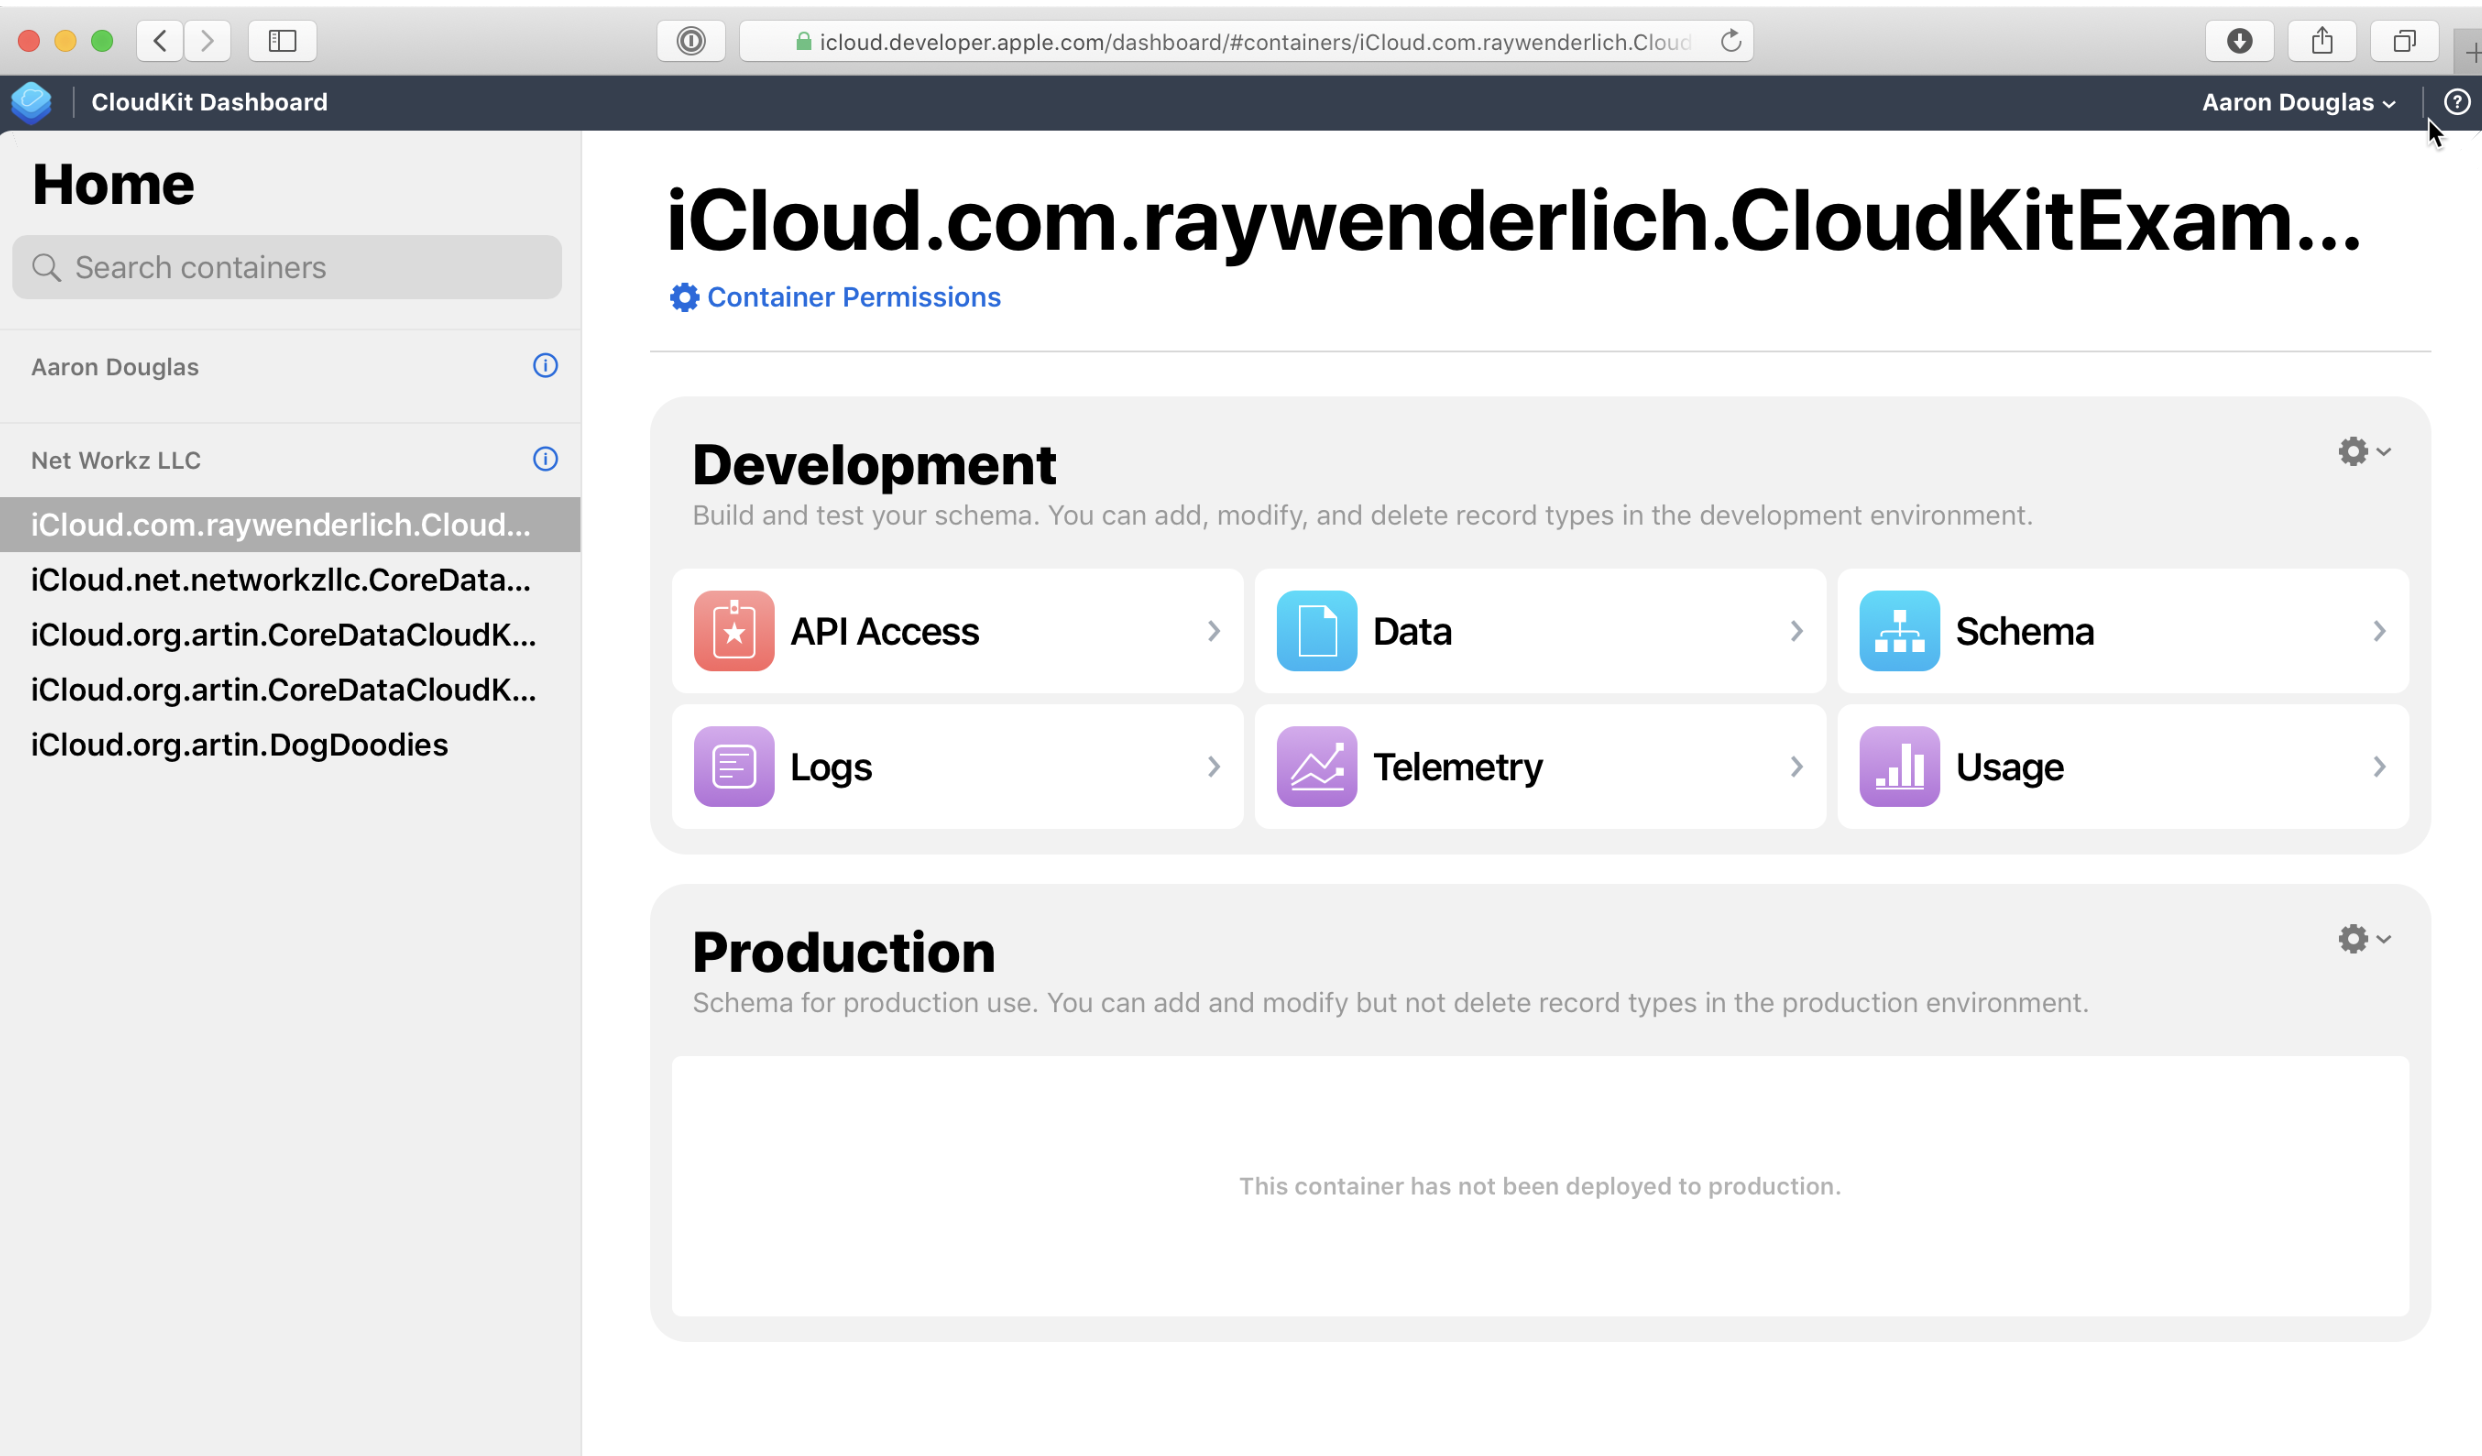 icloud.developer.apple.com/dashboard/#containers/iCloud.com.raywenderlich.Cloud
CloudKit Dashboard
Aaron Douglas
Home
Search containers
Aaron Douglas
Net Workz LLC
iCloud.com.raywenderlich.Cloud...
iCloud.net.networkzllc.CoreData...
iCloud.org.artin.CoreDataCloudK...
iCloud.org.artin.CoreDataCloudK...
iCloud.org.artin.DogDoodies
iCloud.com.raywenderlich.CloudKitExam...
Container Permissions
Development
Build and test your schema. You can add, modify, and delete record types in the development environment.
API Access
Data
Schema
Logs
Telemetry
Usage
Production
Schema for production use. You can add and modify but not delete record types in the production environment.
This container has not been deployed to production.